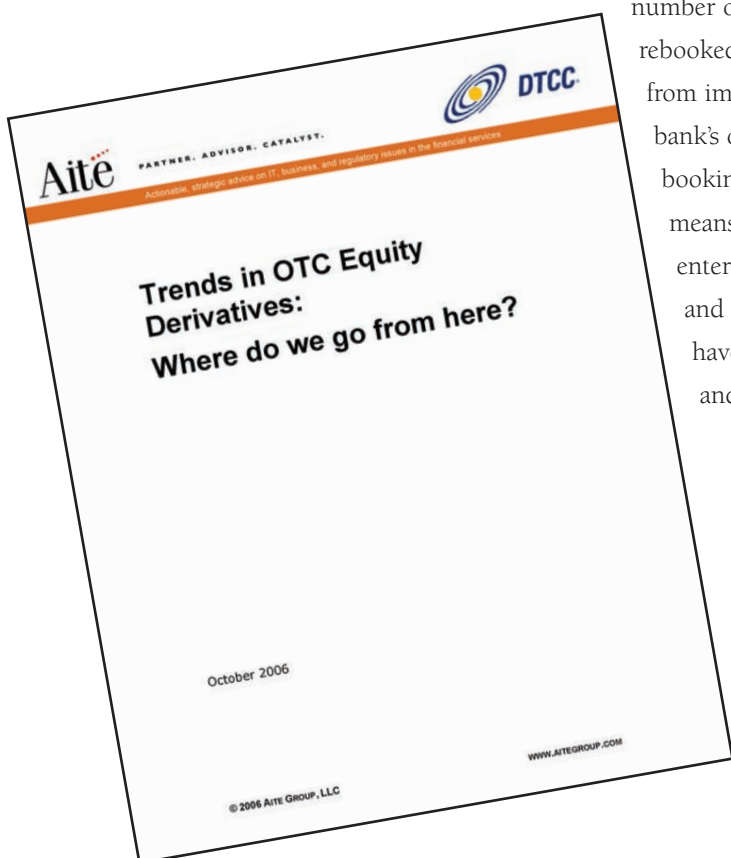 number o
rebooked
from im
bank's
bookin
means
enter
and
have
and
DTCC.
Aité
PARTNER. ADVISOR. CATALYST.
Actionable, strategic advice on IT, business, and regulatory issues in the financial services
Trends in OTC Equity
Derivatives:
Where do we go from here?
October 2006
© 2006 AITE GROUP, LLC
WWW.AITEGROUP.COM